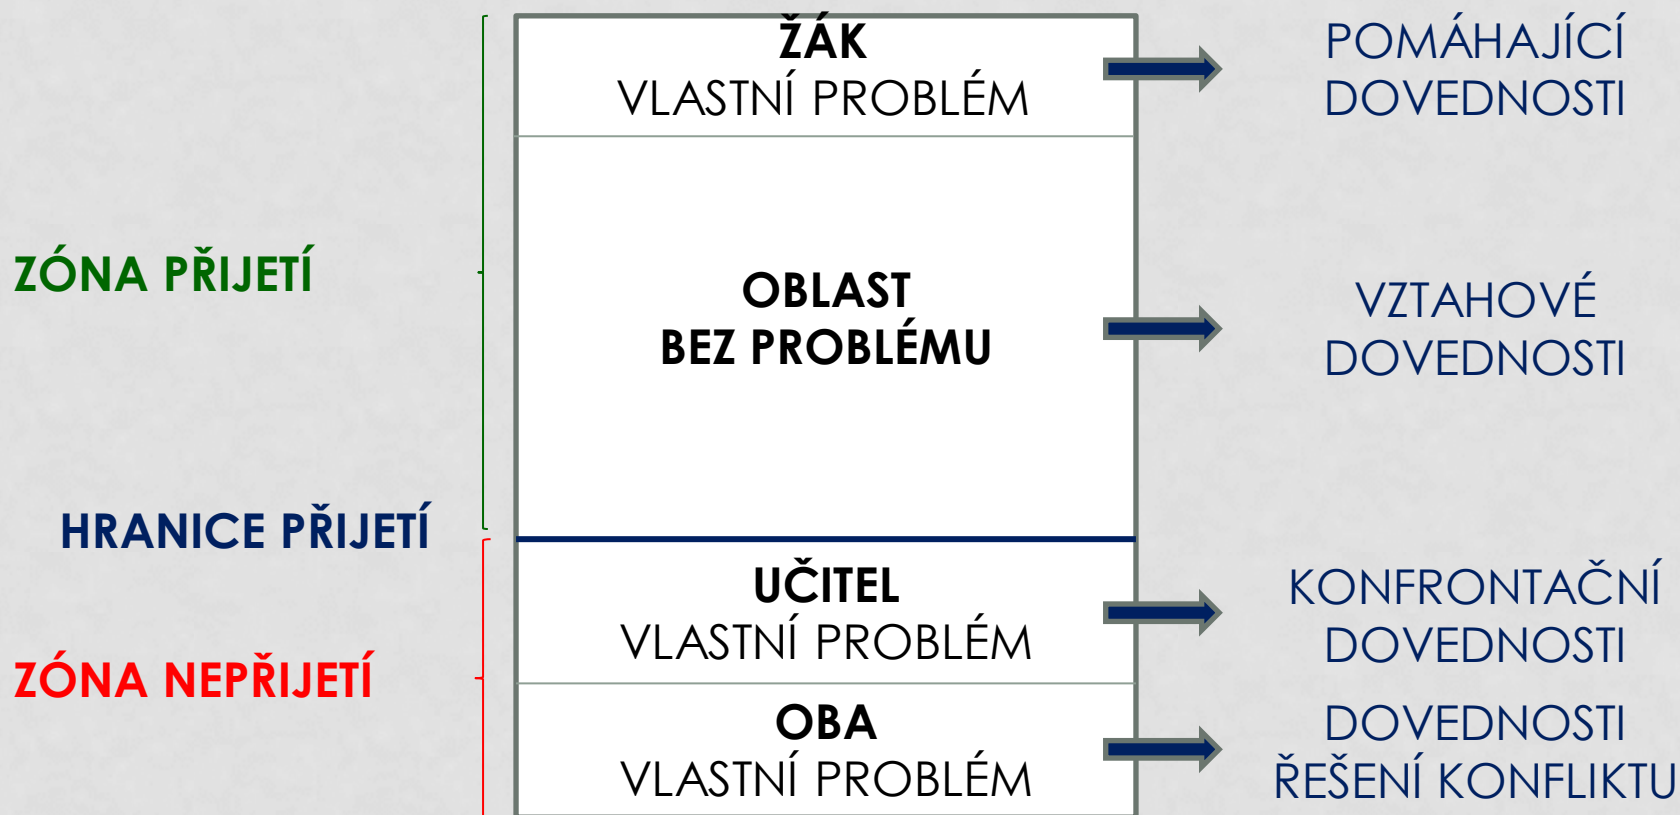 ŽÁK
VLASTNÍ PROBLÉM
POMÁHAJÍCÍ
DOVEDNOSTI
ZÓNA PŘIJETÍ
OBLAST
BEZ PROBLÉMU
VZTAHOVÉ
DOVEDNOSTI
HRANICE PŘIJETÍ
UČITEL
VLASTNÍ PROBLÉM
KONFRONTAČNÍ
DOVEDNOSTI
ZÓNA NEPŘIJETÍ
OBA
VLASTNÍ PROBLÉM
DOVEDNOSTI
ŘEŠENÍ KONFLIKTU